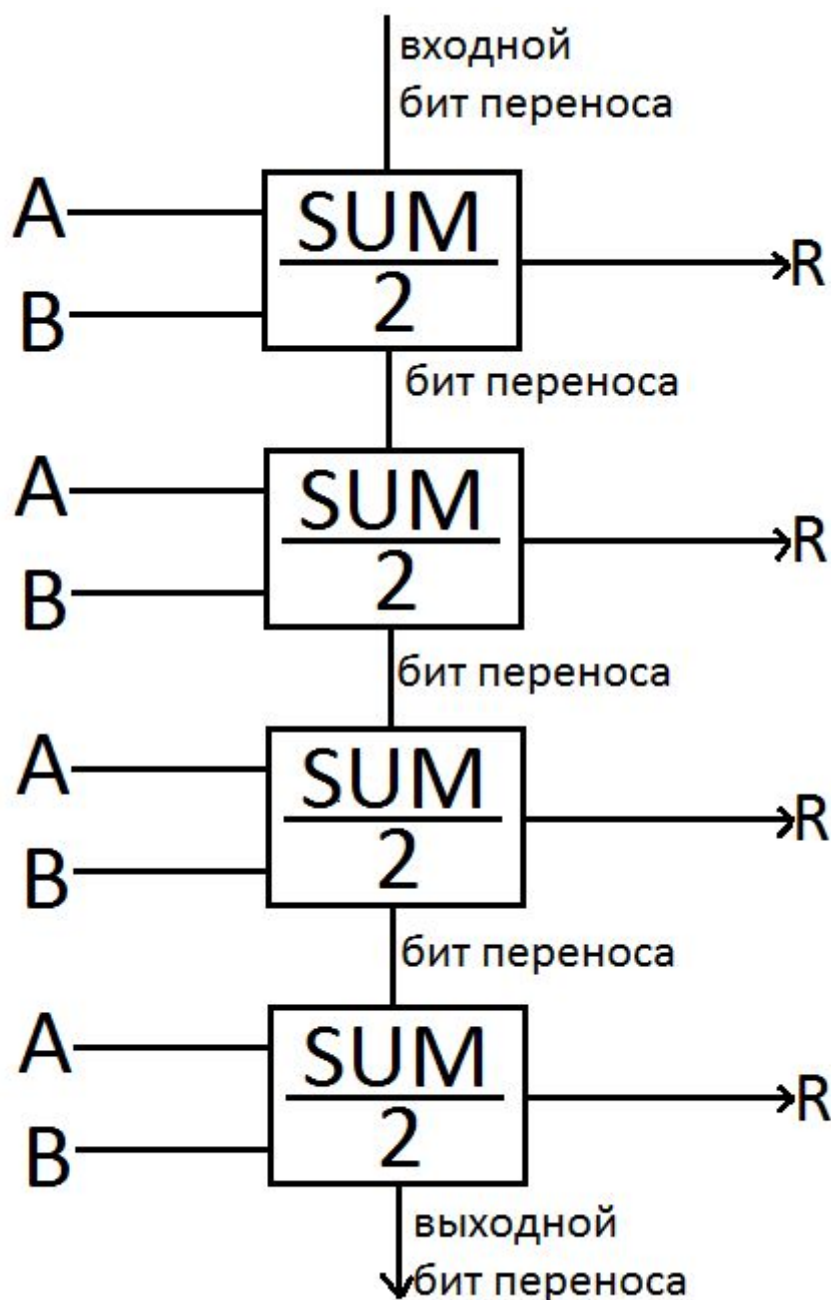 входной
бит переноса
A
SUM
2
R
B
бит переноса
A
SUM
2
R
B
бит переноса
A
SUM
2
R
B
бит переноса
A
SUM
2
R
B
выходной
бит переноса